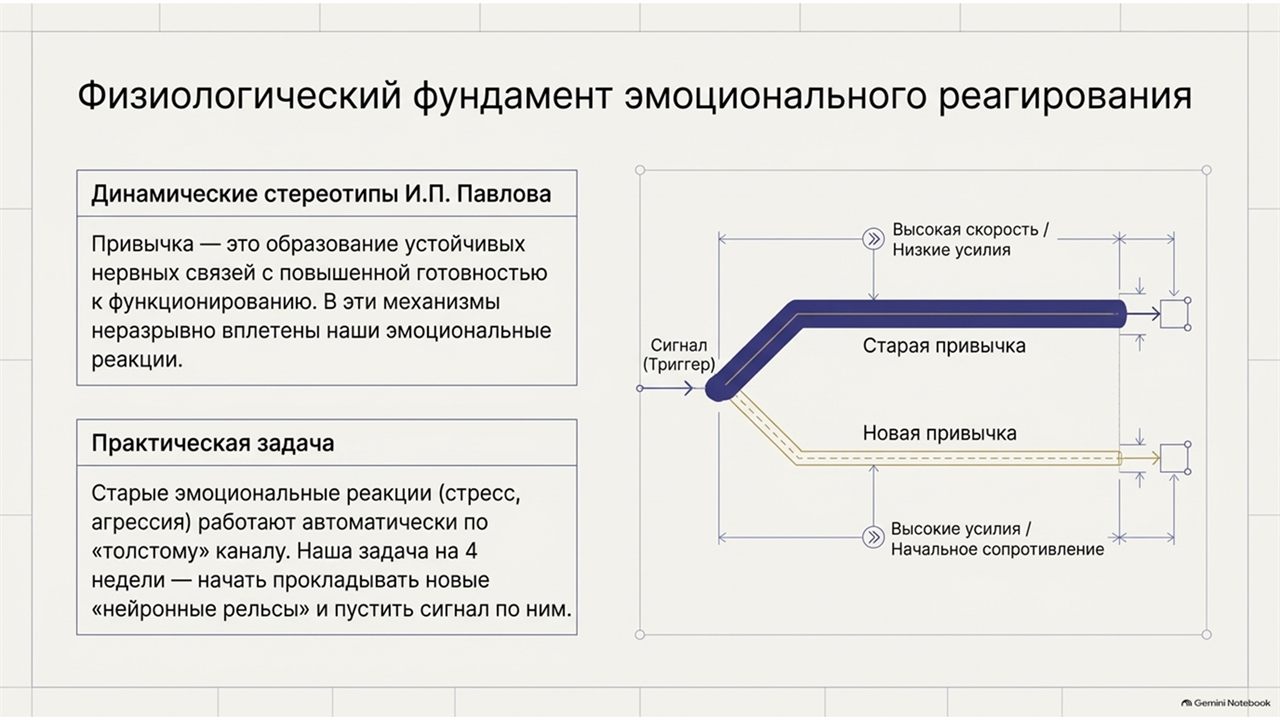 Физиологический фундамент эмоционального реагирования
Динамические стереотипы И.П. Павлова
Привычка — это образование устойчивых
нервных связей с повышенной готовностью
к функционированию. В эти механизмы
неразрывно вплетены наши эмоциональные
реакции.
Практическая задача
Старые эмоциональные реакции (стресс,
агрессия) работают автоматически по
«толстому» каналу. Наша задача на 4
недели — начать прокладывать новые
«нейронные рельсы» и пустить сигнал по ним.
Высокая скорость /
Низкие усилия
Сигнал
(Триггер)
Старая привычка
Новая привычка
Высокие усилия /
Начальное сопротивление
Gemini Notebook